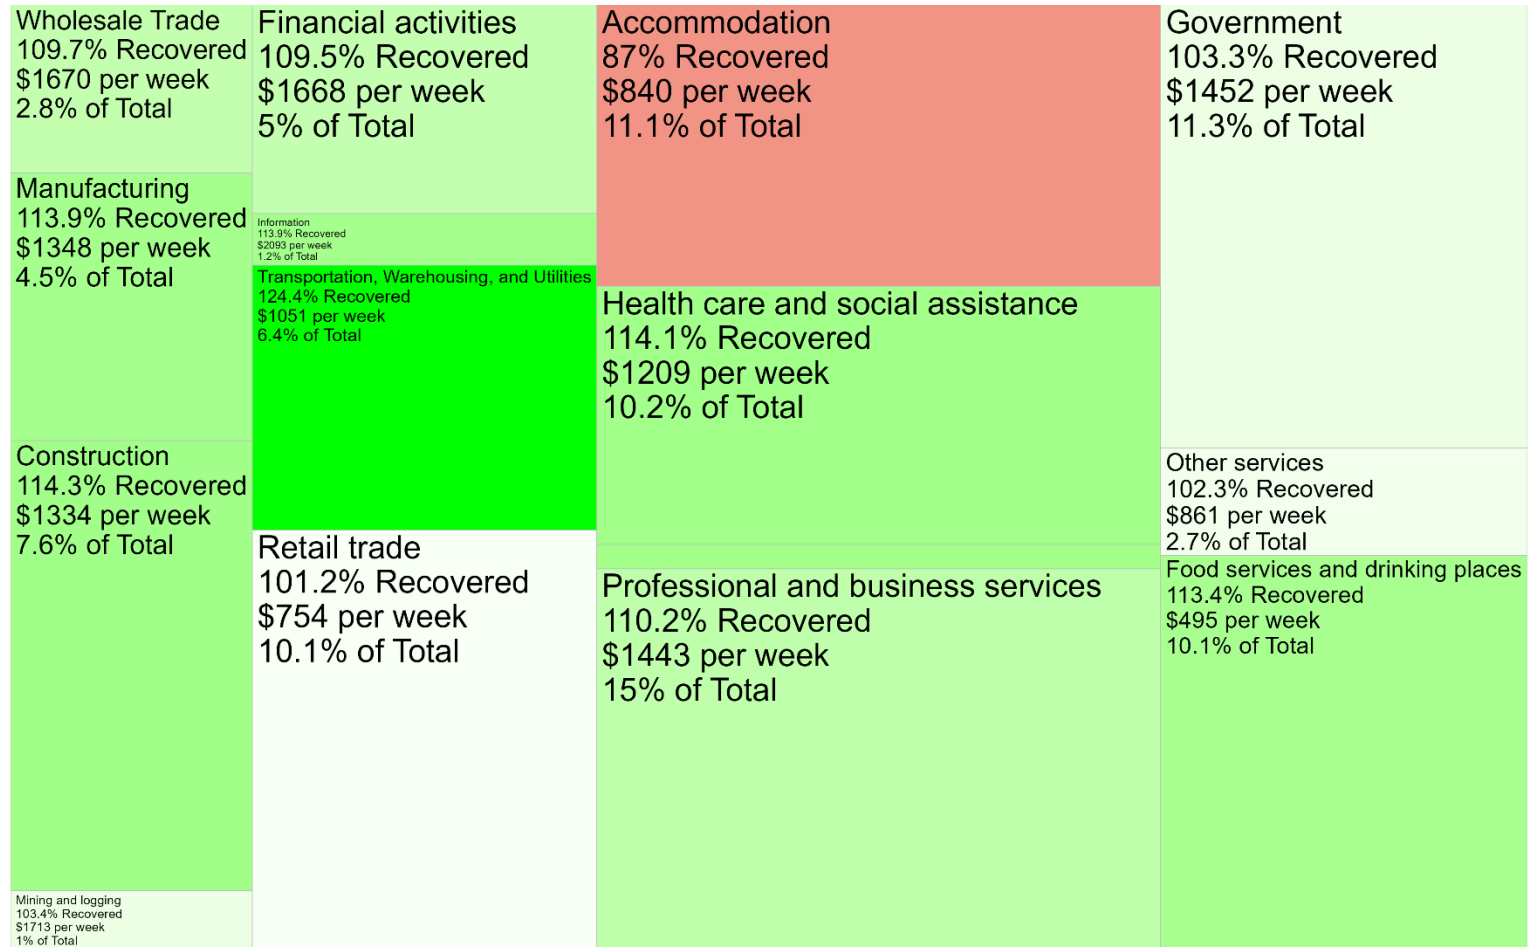 Wholesale Trade
109.7% Recovered
$1670 per week
2.8% of Total
Manufacturing
113.9% Recovered
$1348 per week
4.5% of Total
Construction
114.3% Recovered
$1334 per week
7.6% of Total
Mining and logging
103.4% Recovered
$1713 per week
1% of Total
Financial activities
109.5% Recovered
$1668 per week
5% of Total
Information
113.9% Recovered
$2093 per week
1.2% of Total
Transportation, Warehousing, and Utilities
124.4% Recovered
$1051 per week
6.4% of Total
Retail trade
101.2% Recovered
$754 per week
10.1% of Total
Accommodation
87% Recovered
$840 per week
11.1% of Total
Health care and social assistance
114.1% Recovered
$1209 per week
10.2% of Total
Professional and business services
110.2% Recovered
$1443 per week
15% of Total
Government
103.3% Recovered
$1452 per week
11.3% of Total
Other services
102.3% Recovered
$861 per week
2.7% of Total
Food services and drinking places
113.4% Recovered
$495 per week
10.1% of Total